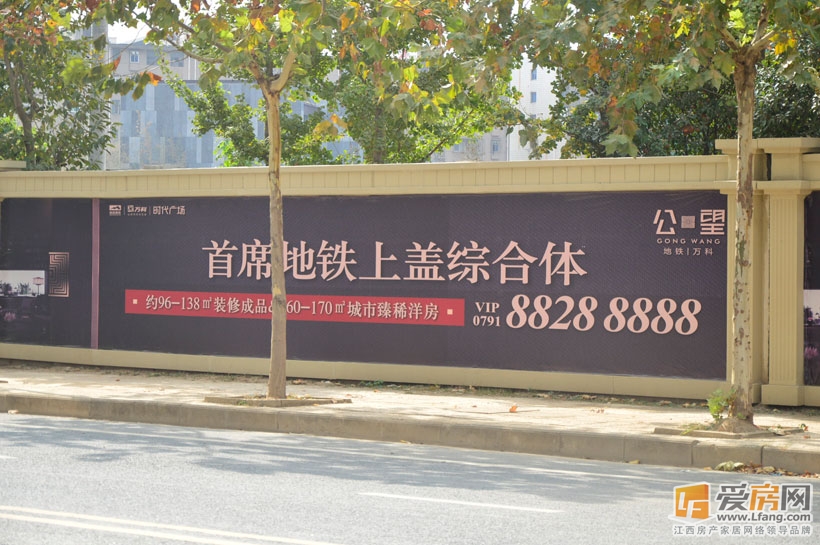 万科 时代广场
公望
GONG WANG
地铁|万科
首席地铁上盖综合体
约96-138㎡装修成品& 60-170㎡城市臻稀洋房
VIP
0791
8828 8888
爱房网
www.Lfang.com
江西房产家居网络领导品牌